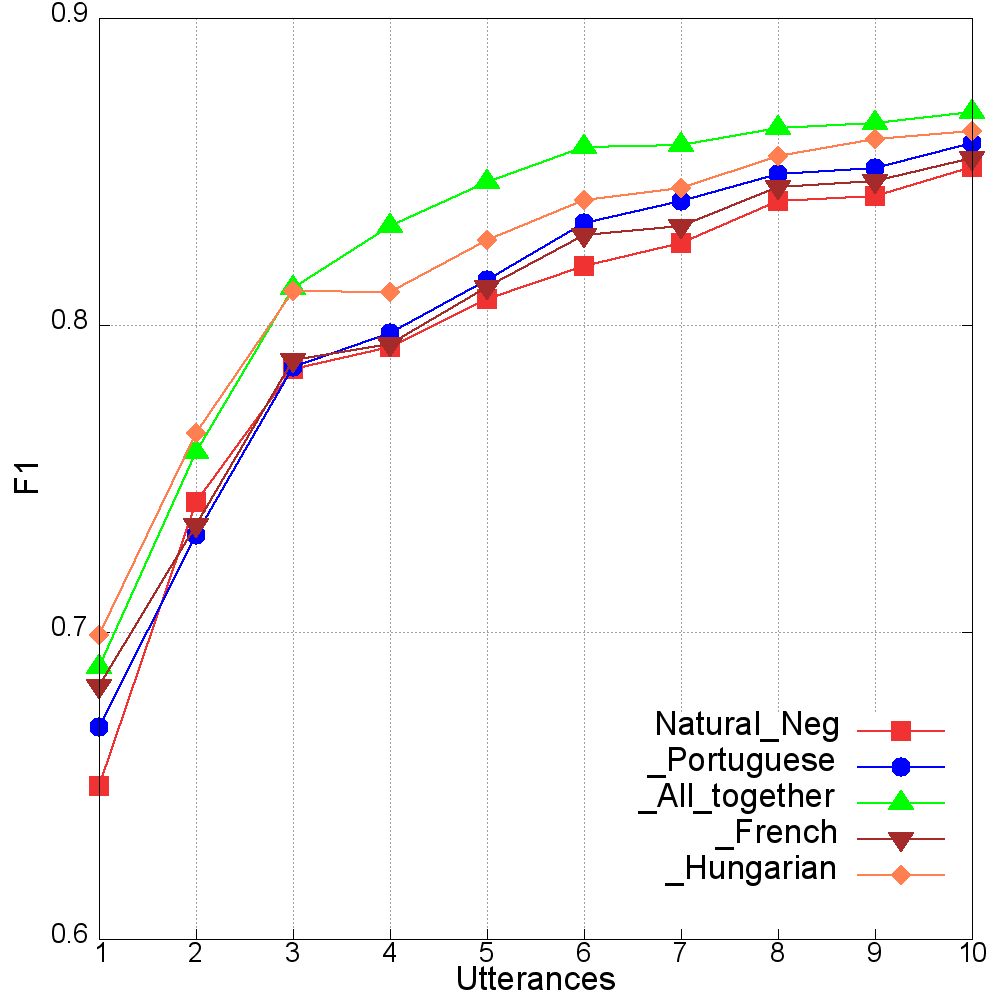 0.9
0.8
0.7
0.6
F1
1 2 3 4 5 6 7 8 9 10
Utterances
Natural_Neg
_Portuguese
_All_together
_French
_Hungarian